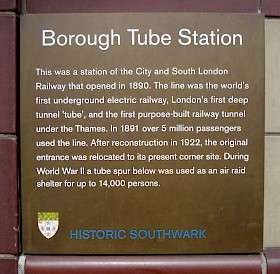 Borough Tube Station
This was a station of the City and South London
Railway that opened in 1890. The line was the world's
first underground electric railway, London's first deep
tunnel 'tube', and the first purpose-built railway tunnel
under the Thames. In 1891 over 5 million passengers
used the line. After reconstruction in 1922, the original
entrance was relocated to its present corner site. During
World War II a tube spur below was used as an air raid
shelter for up to 14,000 persons.
HISTORIC SOUTHWARK